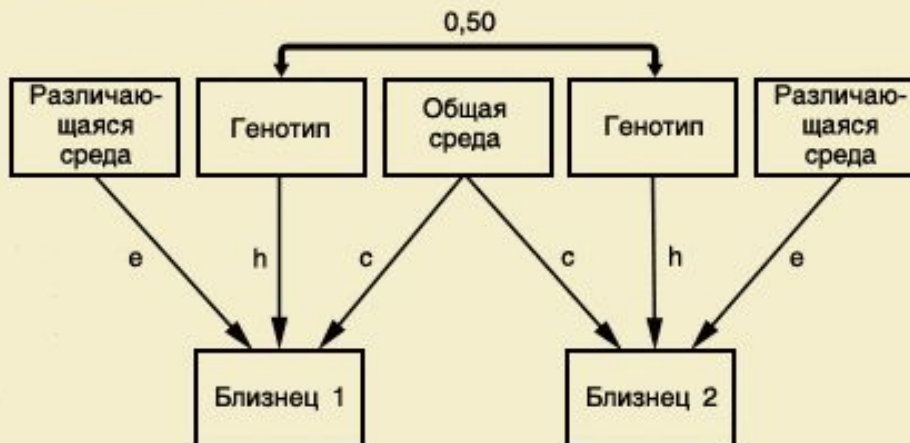 0,50
Различаю-
щаяся
среда
Генотип
Общая
среда
Генотип
Различаю-
щаяся
среда
e
h
c
c
h
e
Близнец 1
Близнец 2